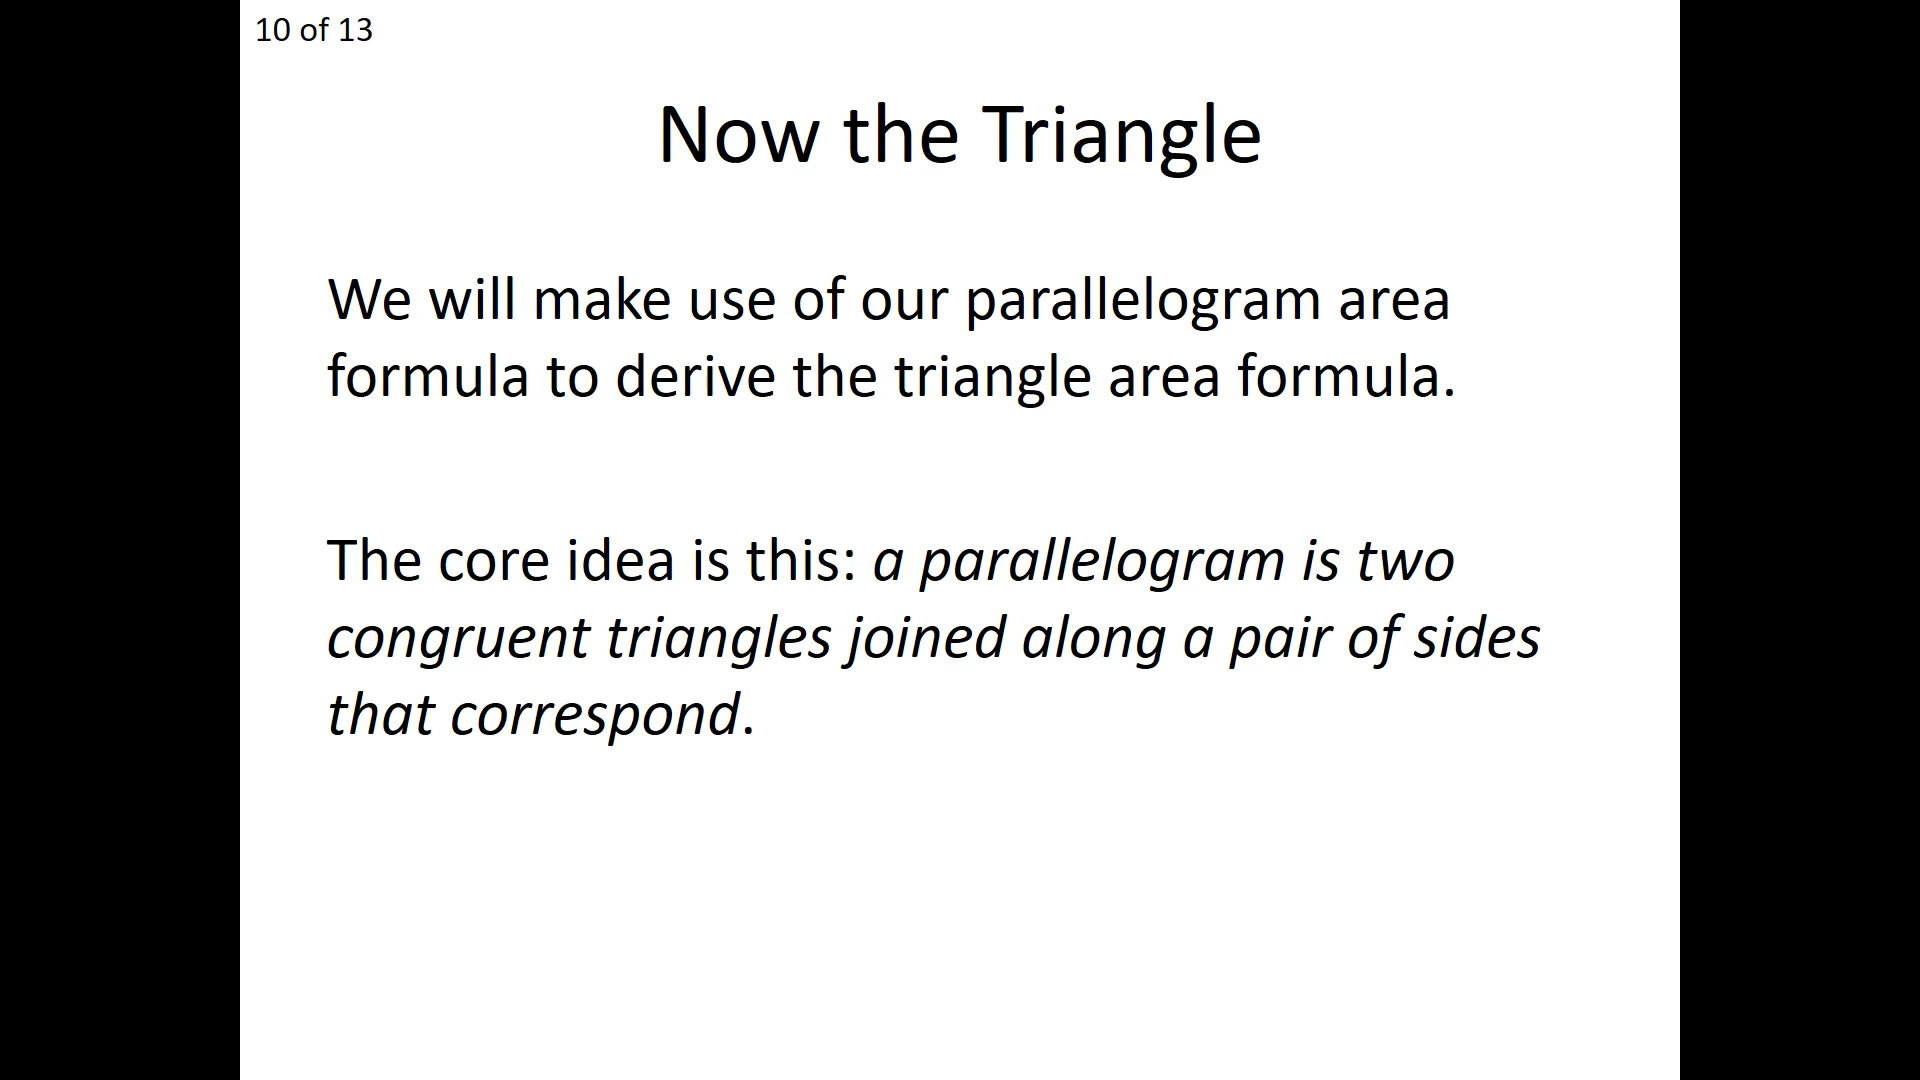 10 of 13
Now the Triangle
We will make use of our parallelogram area
formula to derive the triangle area formula.
The core idea is this: a parallelogram is two
congruent triangles joined along a pair of sides
that correspond.